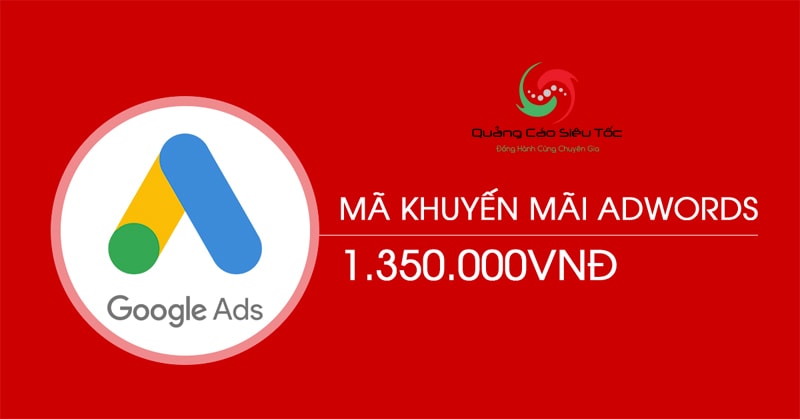 Quảng Cáo Siêu Tốc
Đồng Hành Cùng Chuyên Gia
MÃ KHUYẾN MÃI ADWORDS
1.350.000VNĐ
Google Ads